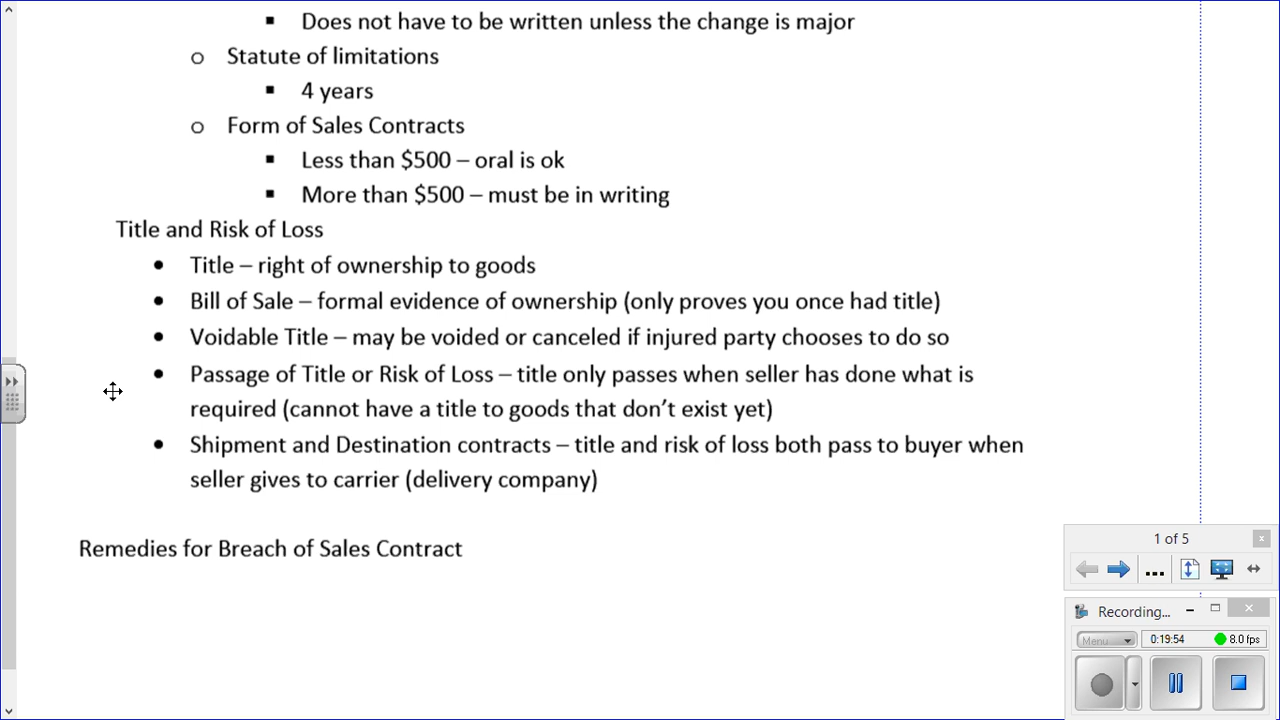 ▪ Does not have to be written unless the change is major
o Statute of limitations
▪ 4 years
o Form of Sales Contracts
▪ Less than $500 – oral is ok
▪ More than $500 – must be in writing
Title and Risk of Loss
• Title – right of ownership to goods
• Bill of Sale – formal evidence of ownership (only proves you once had title)
• Voidable Title – may be voided or canceled if injured party chooses to do so
• Passage of Title or Risk of Loss – title only passes when seller has done what is
required (cannot have a title to goods that don’t exist yet)
• Shipment and Destination contracts – title and risk of loss both pass to buyer when
seller gives to carrier (delivery company)
Remedies for Breach of Sales Contract
1 of 5
Recording...
Menu 0:19:54 8.0 fps